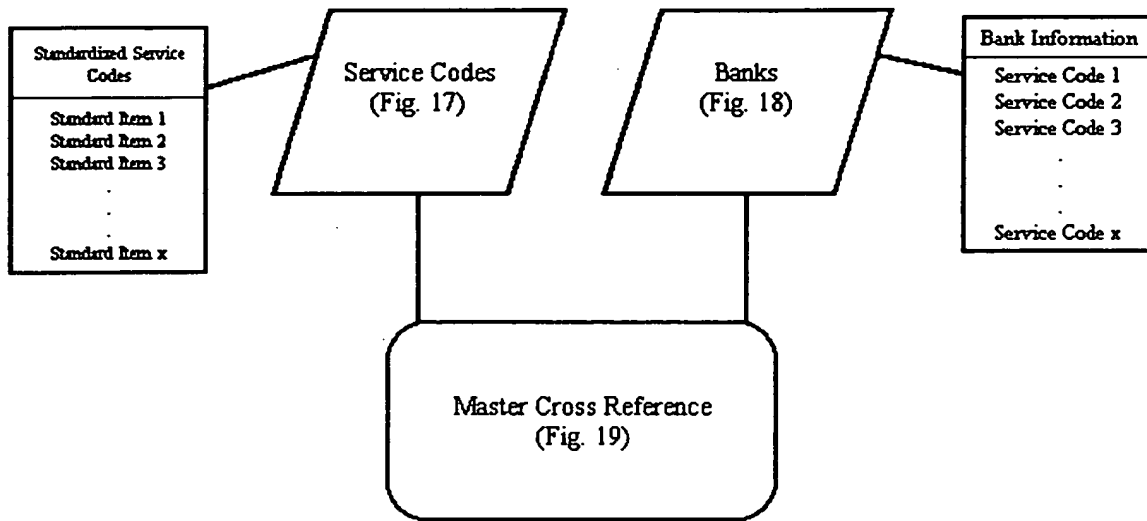 Standardized Service
Codes
Standard Item 1
Standard Item 2
Standard Item 3
.
.
.
Standard Item x
Service Codes
(Fig. 17)
Banks
(Fig. 18)
Bank Information
Service Code 1
Service Code 2
Service Code 3
.
.
.
Service Code x
Master Cross Reference
(Fig. 19)